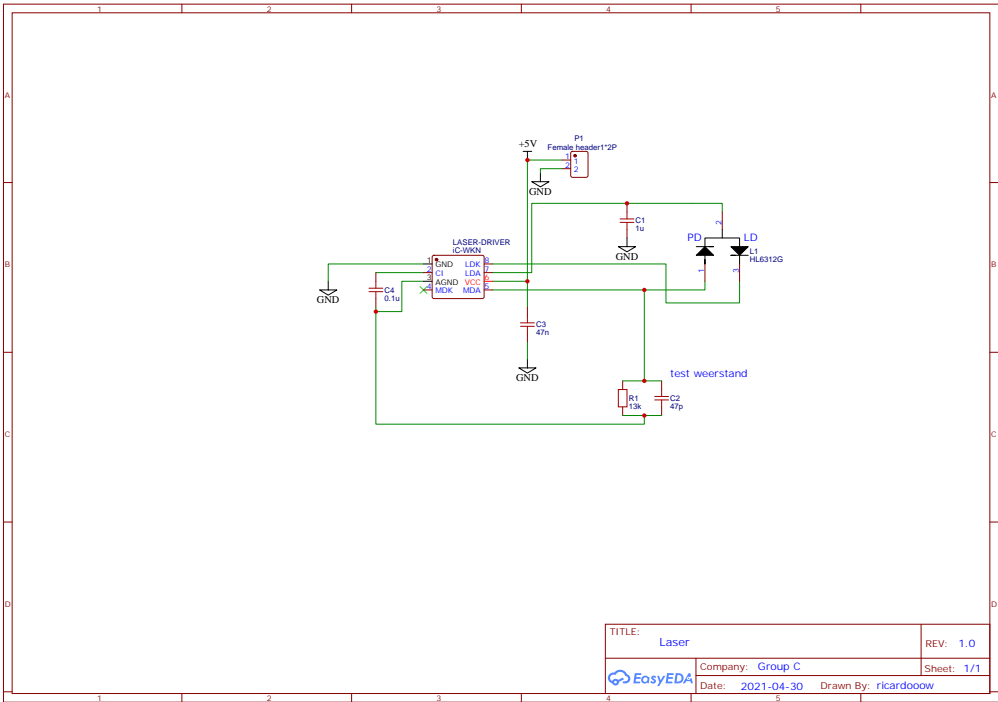 1 2 3 4 5
A A
+5V
P1
Female header1*2P
1 1
2 2
GND
C1
1u
GND
2
PD LD
L1
HL6312G
1 3
LASER-DRIVER
iC-WKN
1 GND LDK 8
2 CI LDA 7
3 AGND VCC 6
4 MDK MDA 5
B B
GND
C4
0.1u
C3
47n
GND
test weerstand
R1
13k
C2
47p
C C
D D
TITLE:
Laser
REV: 1.0
EasyEDA
Company: Group C
Sheet: 1/1
Date: 2021-04-30 Drawn By: ricardooow
1 2 3 4 5